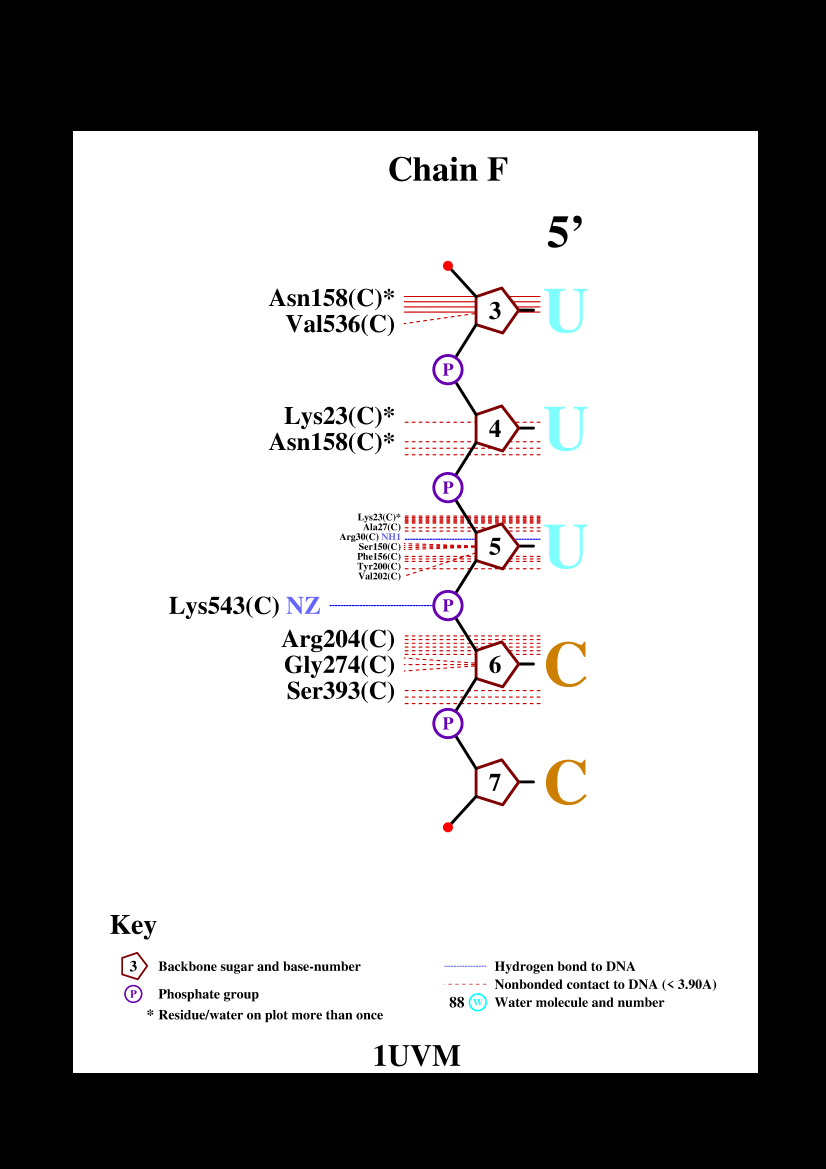 Chain F
5’
Asn158(C)*
Val536(C)
3 U
P
Lys23(C)*
Asn158(C)*
4 U
P
Lys23(C)*
Ala27(C)
Arg30(C) NH1
Ser150(C)
Phe156(C)
Tyr200(C)
Val202(C)
5 U
Lys543(C) NZ P
Arg204(C)
Gly274(C)
Ser393(C)
6 C
P
7 C
Key
3 Backbone sugar and base-number
P Phosphate group
* Residue/water on plot more than once
Hydrogen bond to DNA
Nonbonded contact to DNA (< 3.90A)
88 W Water molecule and number
1UVM